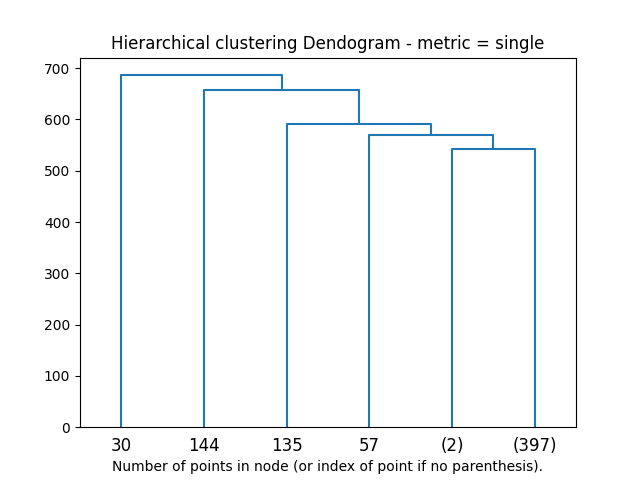 Hierarchical clustering Dendogram - metric = single
700
600
500
400
300
200
100
0
30 144 135 57 (2) (397)
Number of points in node (or index of point if no parenthesis).